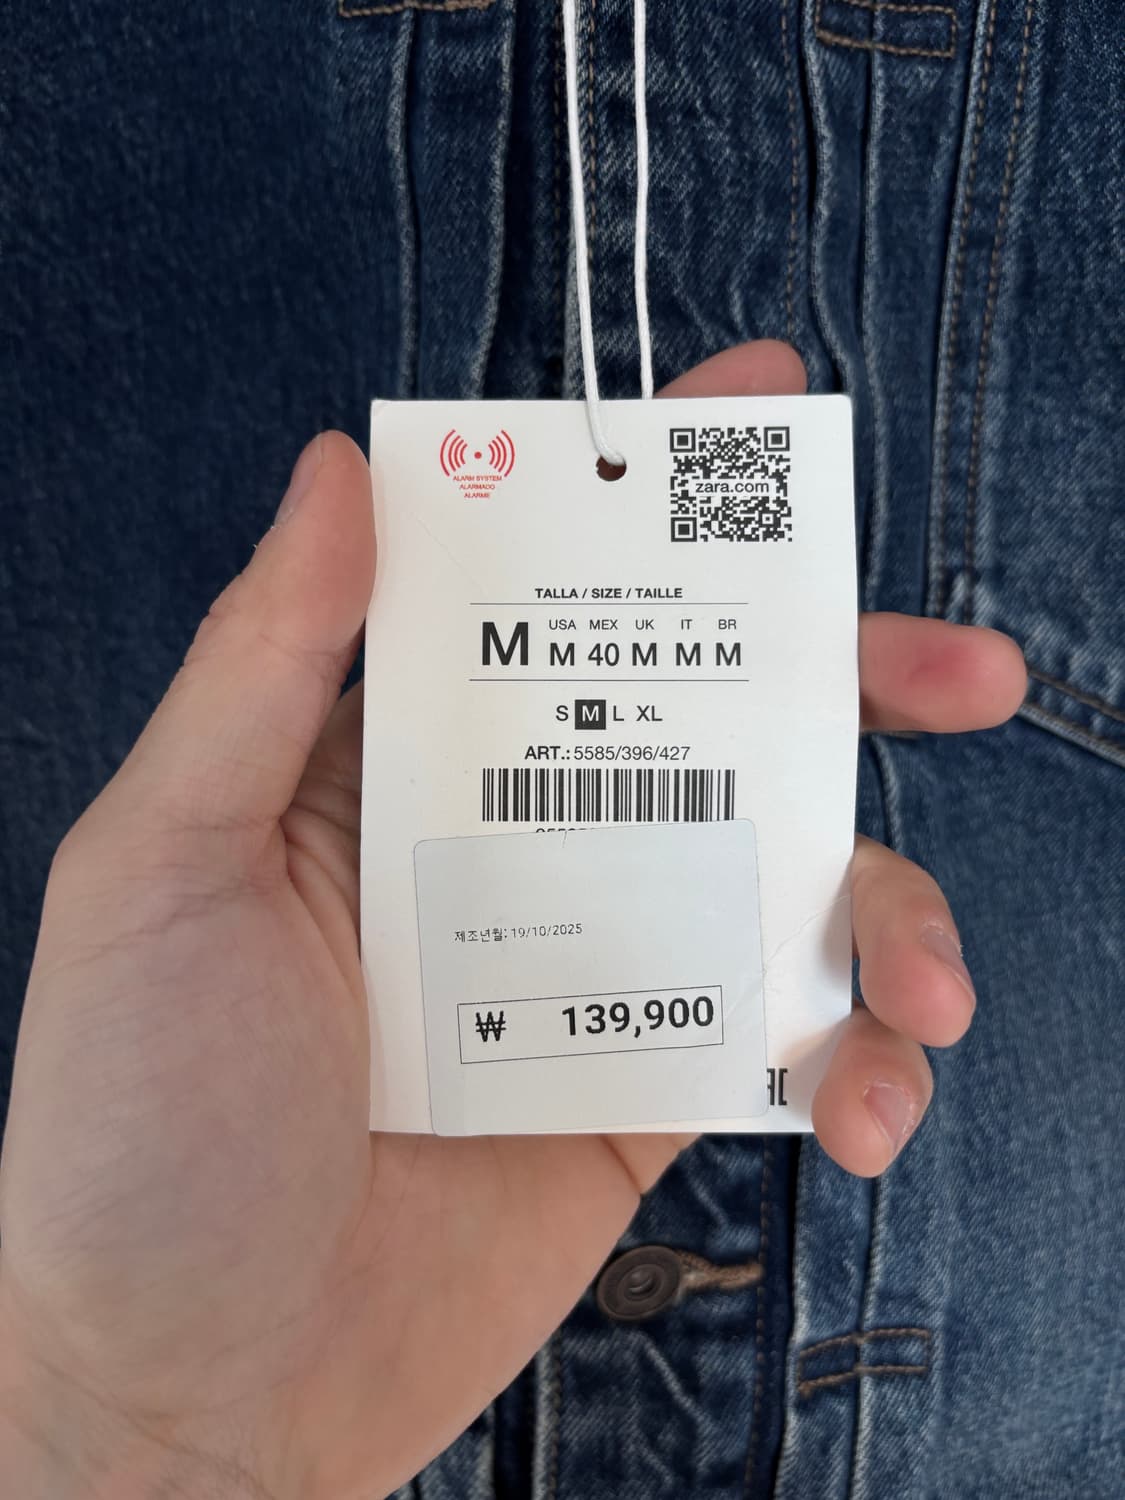 ALARM SYSTEM
ALARMADO
ALARME
zara.com
TALLA / SIZE / TAILLE
USA MEX UK IT BR
M M 40 M M M
S M L XL
ART.: 5585/396/427
제조년월: 19/10/2025
₩ 139,900